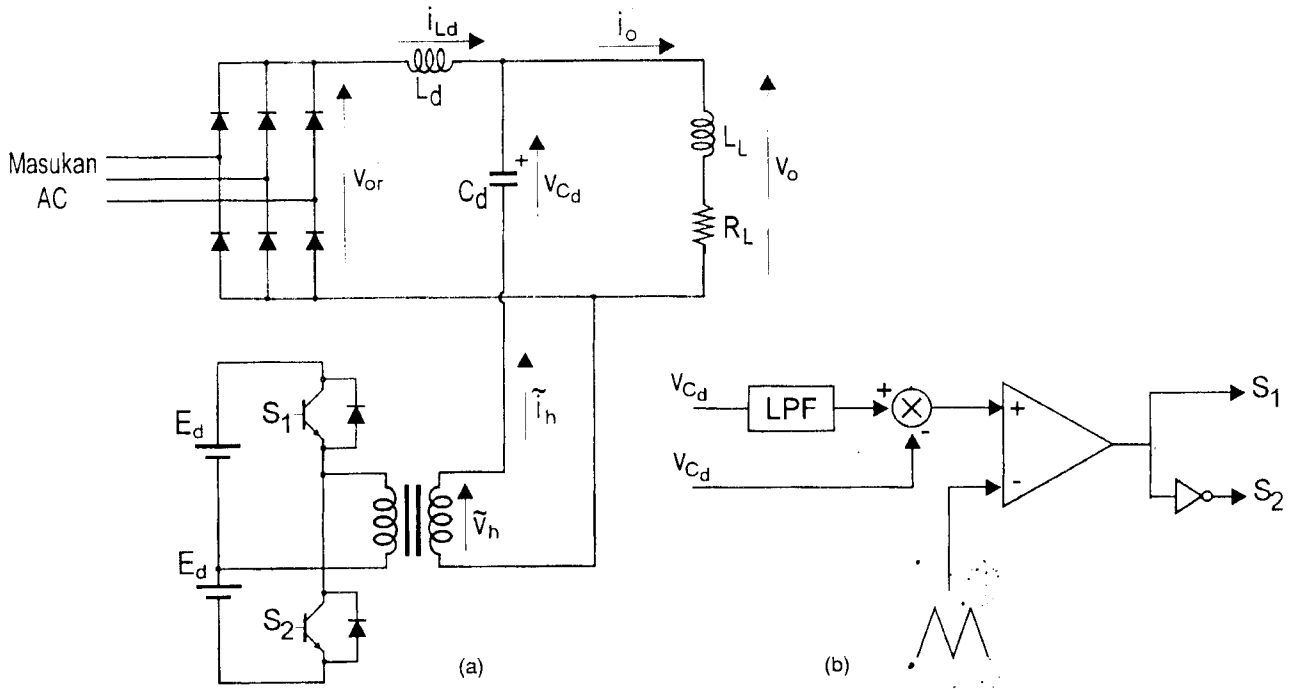 i_Ld
i_o
L_d
Masukan
AC
v_or
C_d
+
v_Cd
L_L
R_L
v_o
E_d
S_1
ĩ_h
E_d
ṽ_h
S_2
(a)
v_Cd
LPF
+
-
v_Cd
+
-
S_1
S_2
(b)